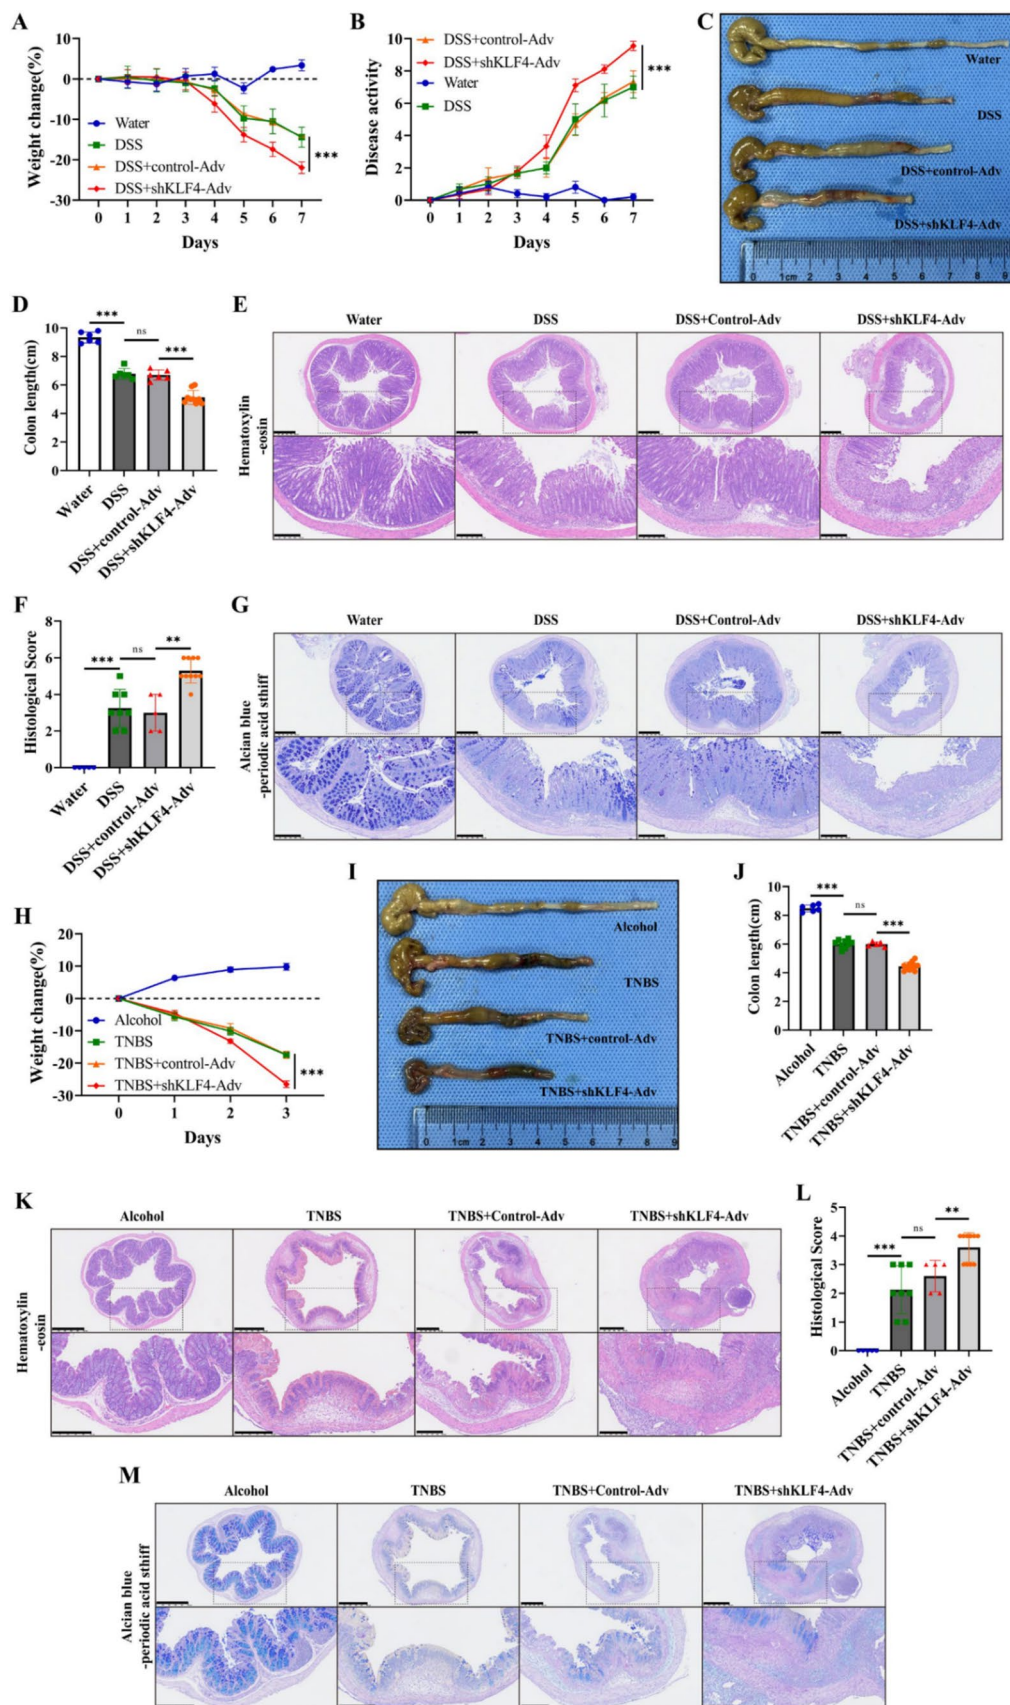 A
Weight change(%)
10
0
-10
-20
-30
Water
DSS
DSS+control-Adv
DSS+shKLF4-Adv
***
0 1 2 3 4 5 6 7
Days
B
Disease activity
10
8
6
4
2
0
DSS+control-Adv
DSS+shKLF4-Adv
Water
DSS
***
0 1 2 3 4 5 6 7
Days
C
Water
DSS
DSS+control-Adv
DSS+shKLF4-Adv
0 1cm 2 3 4 5 6 7 8 9
D
Colon length(cm)
10
8
6
4
2
0
*** ns ***
Water
DSS
DSS+control-Adv
DSS+shKLF4-Adv
E
Water DSS DSS+Control-Adv DSS+shKLF4-Adv
Hematoxylin
-eosin
F
Histological Score
8
6
4
2
0
*** ns **
Water
DSS
DSS+control-Adv
DSS+shKLF4-Adv
G
Water DSS DSS+Control-Adv DSS+shKLF4-Adv
Alcian blue
-periodic acid sthiff
H
Weight change(%)
20
10
0
-10
-20
-30
Alcohol
TNBS
TNBS+control-Adv
TNBS+shKLF4-Adv
***
0 1 2 3
Days
I
Alcohol
TNBS
TNBS+control-Adv
TNBS+shKLF4-Adv
0 1cm 2 3 4 5 6 7 8 9
J
Colon length(cm)
10
8
6
4
2
0
*** ns ***
Alcohol
TNBS
TNBS+control-Adv
TNBS+shKLF4-Adv
K
Alcohol TNBS TNBS+Control-Adv TNBS+shKLF4-Adv
Hematoxylin
-eosin
L
Histological Score
5
4
3
2
1
0
*** ns **
Alcohol
TNBS
TNBS+control-Adv
TNBS+shKLF4-Adv
M
Alcohol TNBS TNBS+Control-Adv TNBS+shKLF4-Adv
Alcian blue
-periodic acid sthiff